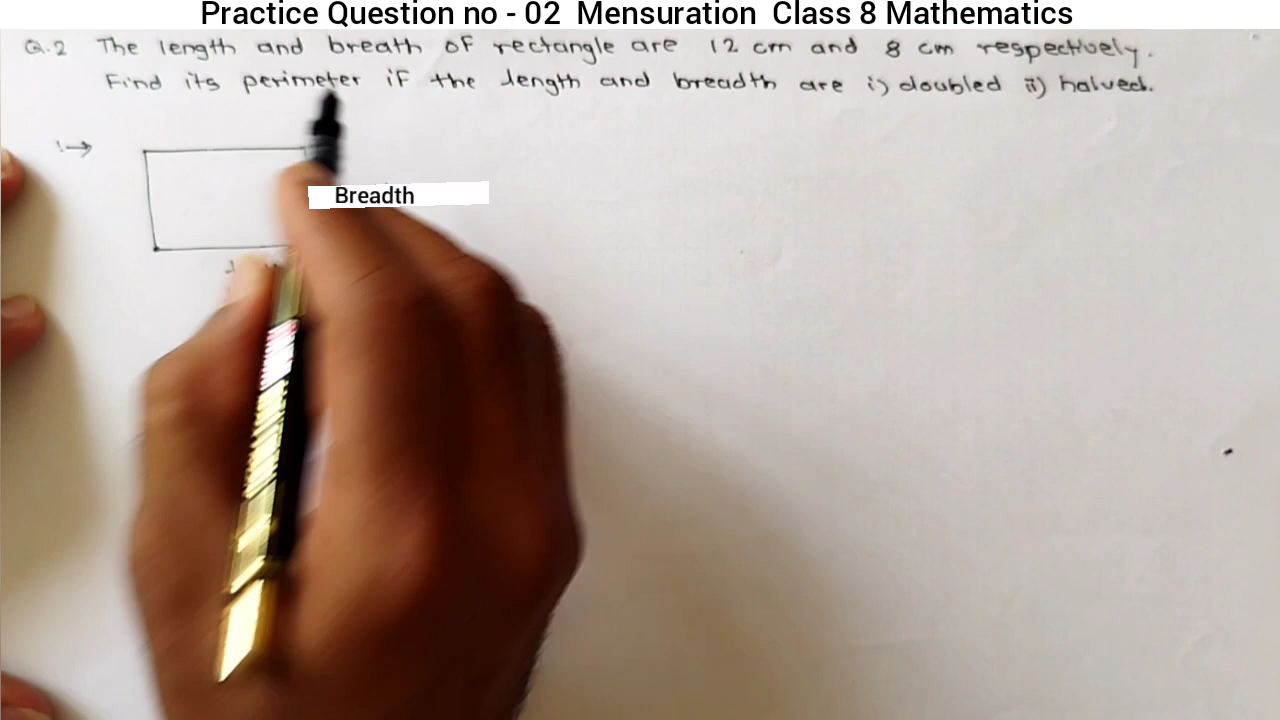 Practice Question no - 02 Mensuration Class 8 Mathematics
Q.2 The length and breath of rectangle are 12 cm and 8 cm respectively.
Find its perimeter if the length and breadth are i) doubled ii) halved.
Breadth